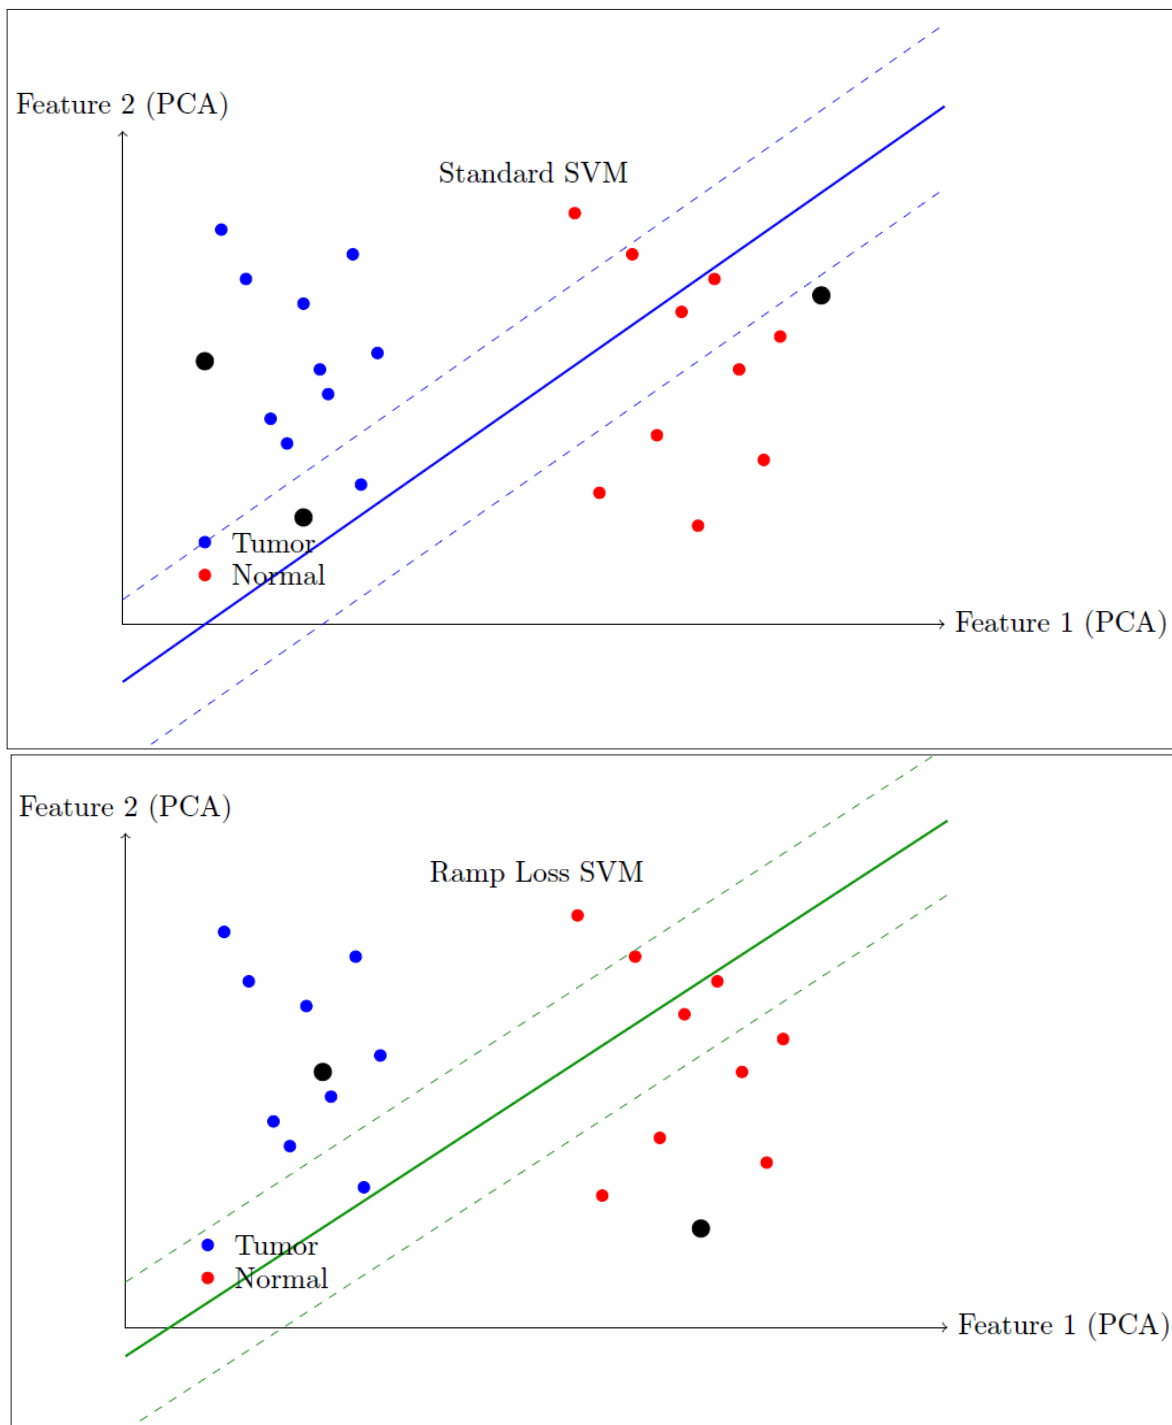 Feature 2 (PCA)
Standard SVM
Tumor
Normal
Feature 1 (PCA)
Feature 2 (PCA)
Ramp Loss SVM
Tumor
Normal
Feature 1 (PCA)